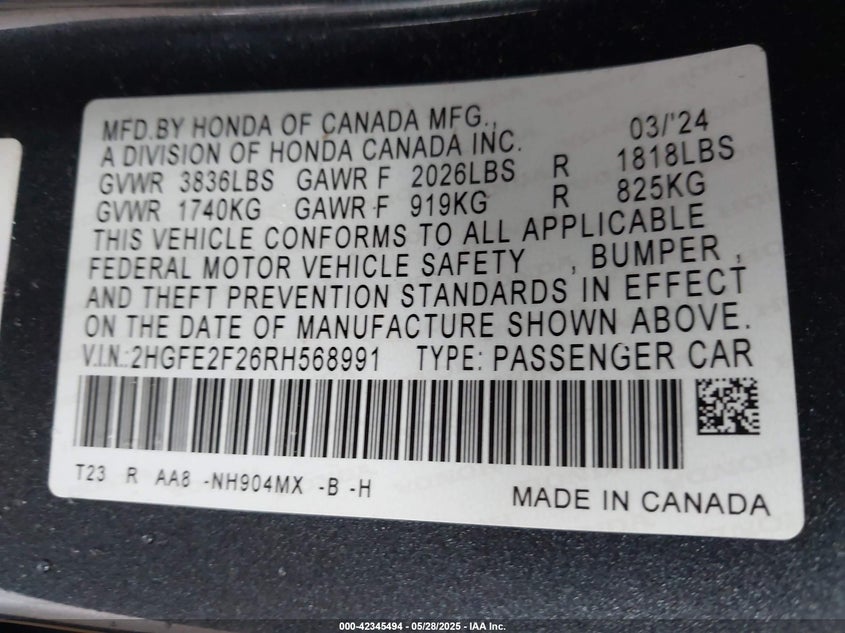 MFD.BY HONDA OF CANADA MFG., 03/'24
A DIVISION OF HONDA CANADA INC.
GVWR 3836LBS GAWR F 2026LBS R 1818LBS
GVWR 1740KG GAWR F 919KG R 825KG
THIS VEHICLE CONFORMS TO ALL APPLICABLE
FEDERAL MOTOR VEHICLE SAFETY , BUMPER ,
AND THEFT PREVENTION STANDARDS IN EFFECT
ON THE DATE OF MANUFACTURE SHOWN ABOVE.
V.I.N.:2HGFE2F26RH568991 TYPE: PASSENGER CAR
T23 R AA8 -NH904MX -B -H
MADE IN CANADA
000-42345494 - 05/28/2025 - IAA Inc.